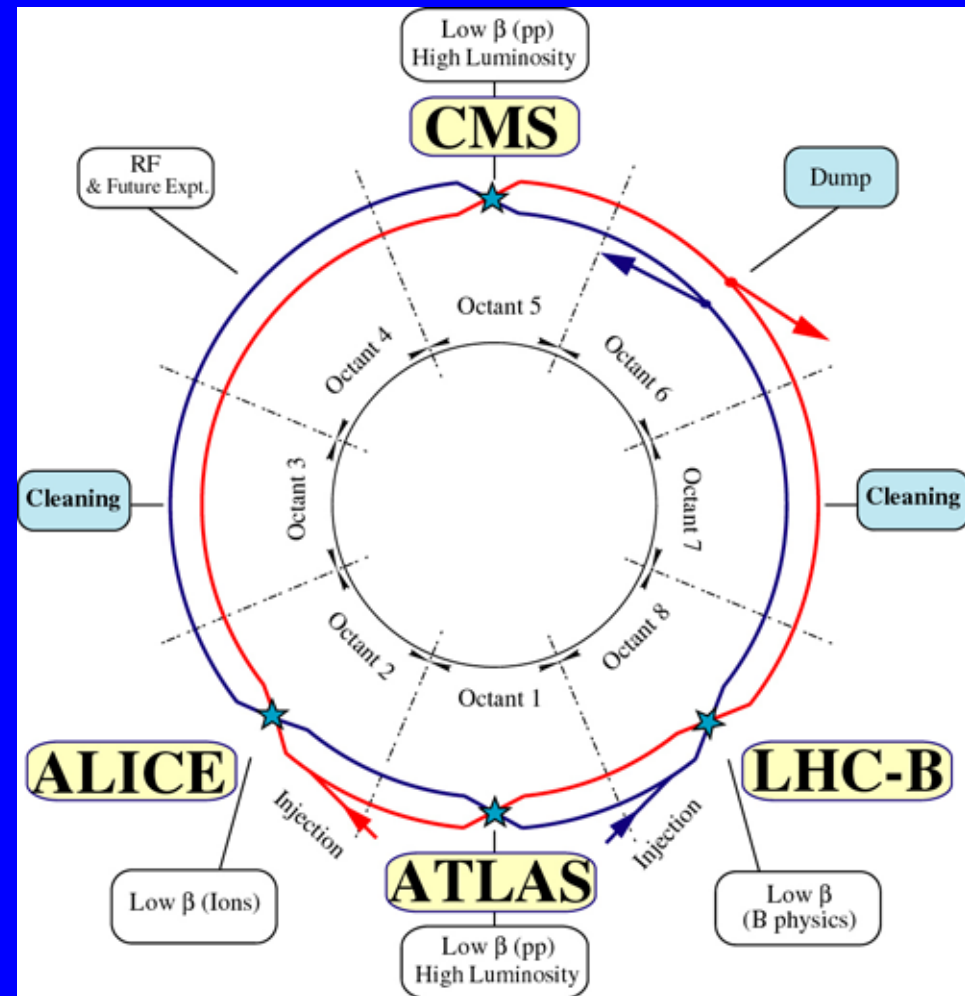 Low β (pp)
High Luminosity
CMS
RF
& Future Expt.
Dump
Octant 5
Octant 4
Octant 6
Cleaning
Octant 3
Octant 7
Cleaning
Octant 2
Octant 8
Octant 1
ALICE
LHC-B
Injection
Injection
ATLAS
Low β (Ions)
Low β
(B physics)
Low β (pp)
High Luminosity